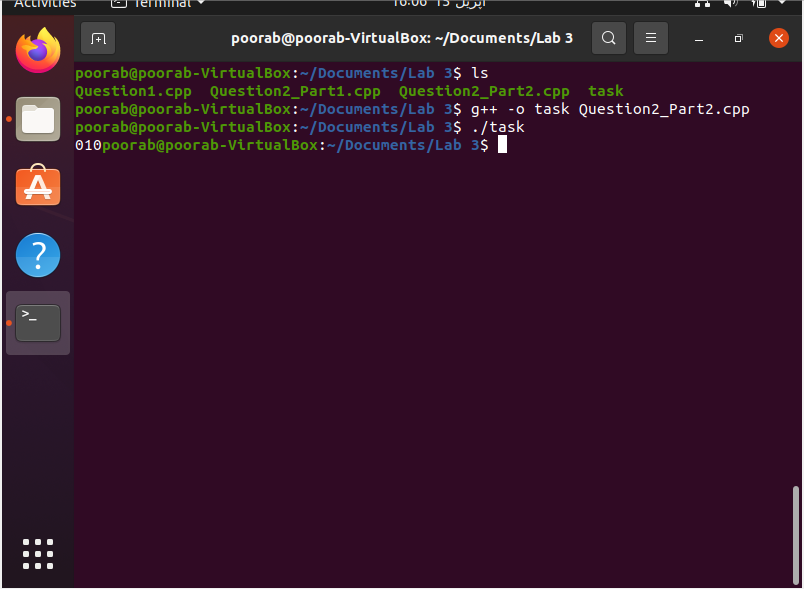 Activities Terminal 16:06 15 اپریل
poorab@poorab-VirtualBox: ~/Documents/Lab 3
poorab@poorab-VirtualBox:~/Documents/Lab 3$ ls
Question1.cpp Question2_Part1.cpp Question2_Part2.cpp task
poorab@poorab-VirtualBox:~/Documents/Lab 3$ g++ -o task Question2_Part2.cpp
poorab@poorab-VirtualBox:~/Documents/Lab 3$ ./task
010poorab@poorab-VirtualBox:~/Documents/Lab 3$